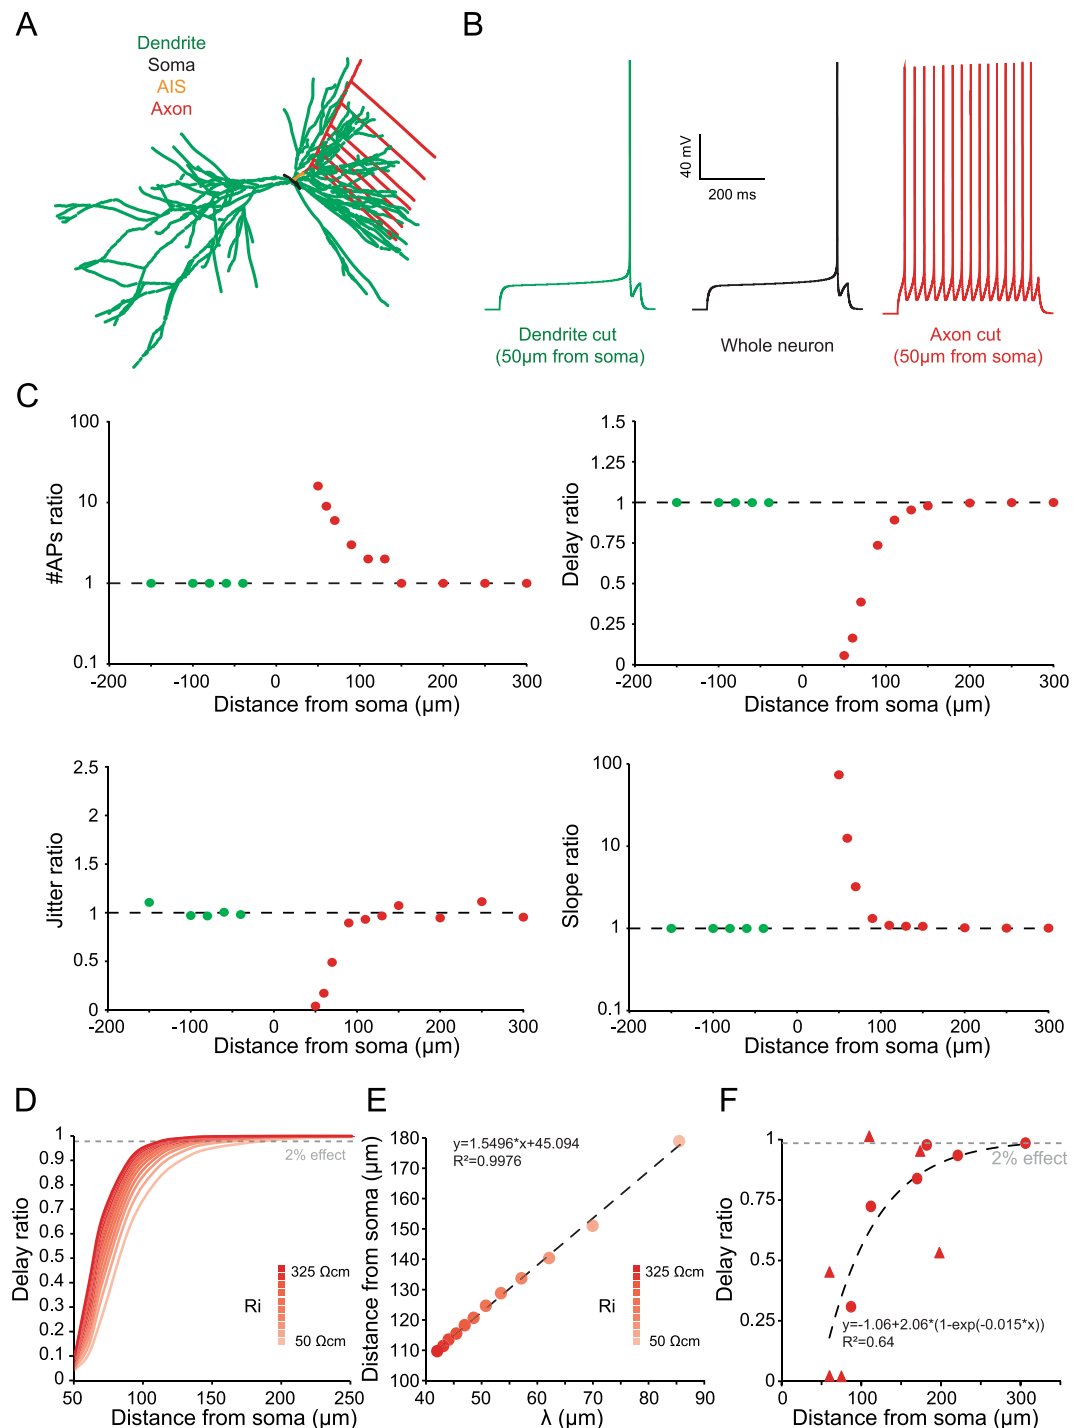 A
Dendrite
Soma
AIS
Axon
B
40 mV
200 ms
Dendrite cut
(50µm from soma)
Whole neuron
Axon cut
(50µm from soma)
C
#APs ratio
100
10
1
0.1
-200
-100
0
100
200
300
Distance from soma (µm)
Delay ratio
1.5
1.25
1
0.75
0.5
0.25
0
-200
-100
0
100
200
300
Distance from soma (µm)
Jitter ratio
2.5
2
1.5
1
0.5
0
-200
-100
0
100
200
300
Distance from soma (µm)
Slope ratio
100
10
1
0.1
-200
-100
0
100
200
300
Distance from soma (µm)
D
Delay ratio
1
0.9
0.8
0.7
0.6
0.5
0.4
0.3
0.2
0.1
0
2% effect
Ri
325 Ωcm
50 Ωcm
50
100
150
200
250
Distance from soma (µm)
E
Distance from soma (µm)
180
170
160
150
140
130
120
110
100
y=1.5496*x+45.094
R²=0.9976
Ri
325 Ωcm
50 Ωcm
40
50
60
70
80
90
λ (µm)
F
Delay ratio
1
0.75
0.5
0.25
0
2% effect
y=-1.06+2.06*(1-exp(-0.015*x))
R²=0.64
0
50
100
150
200
250
300
Distance from soma (µm)